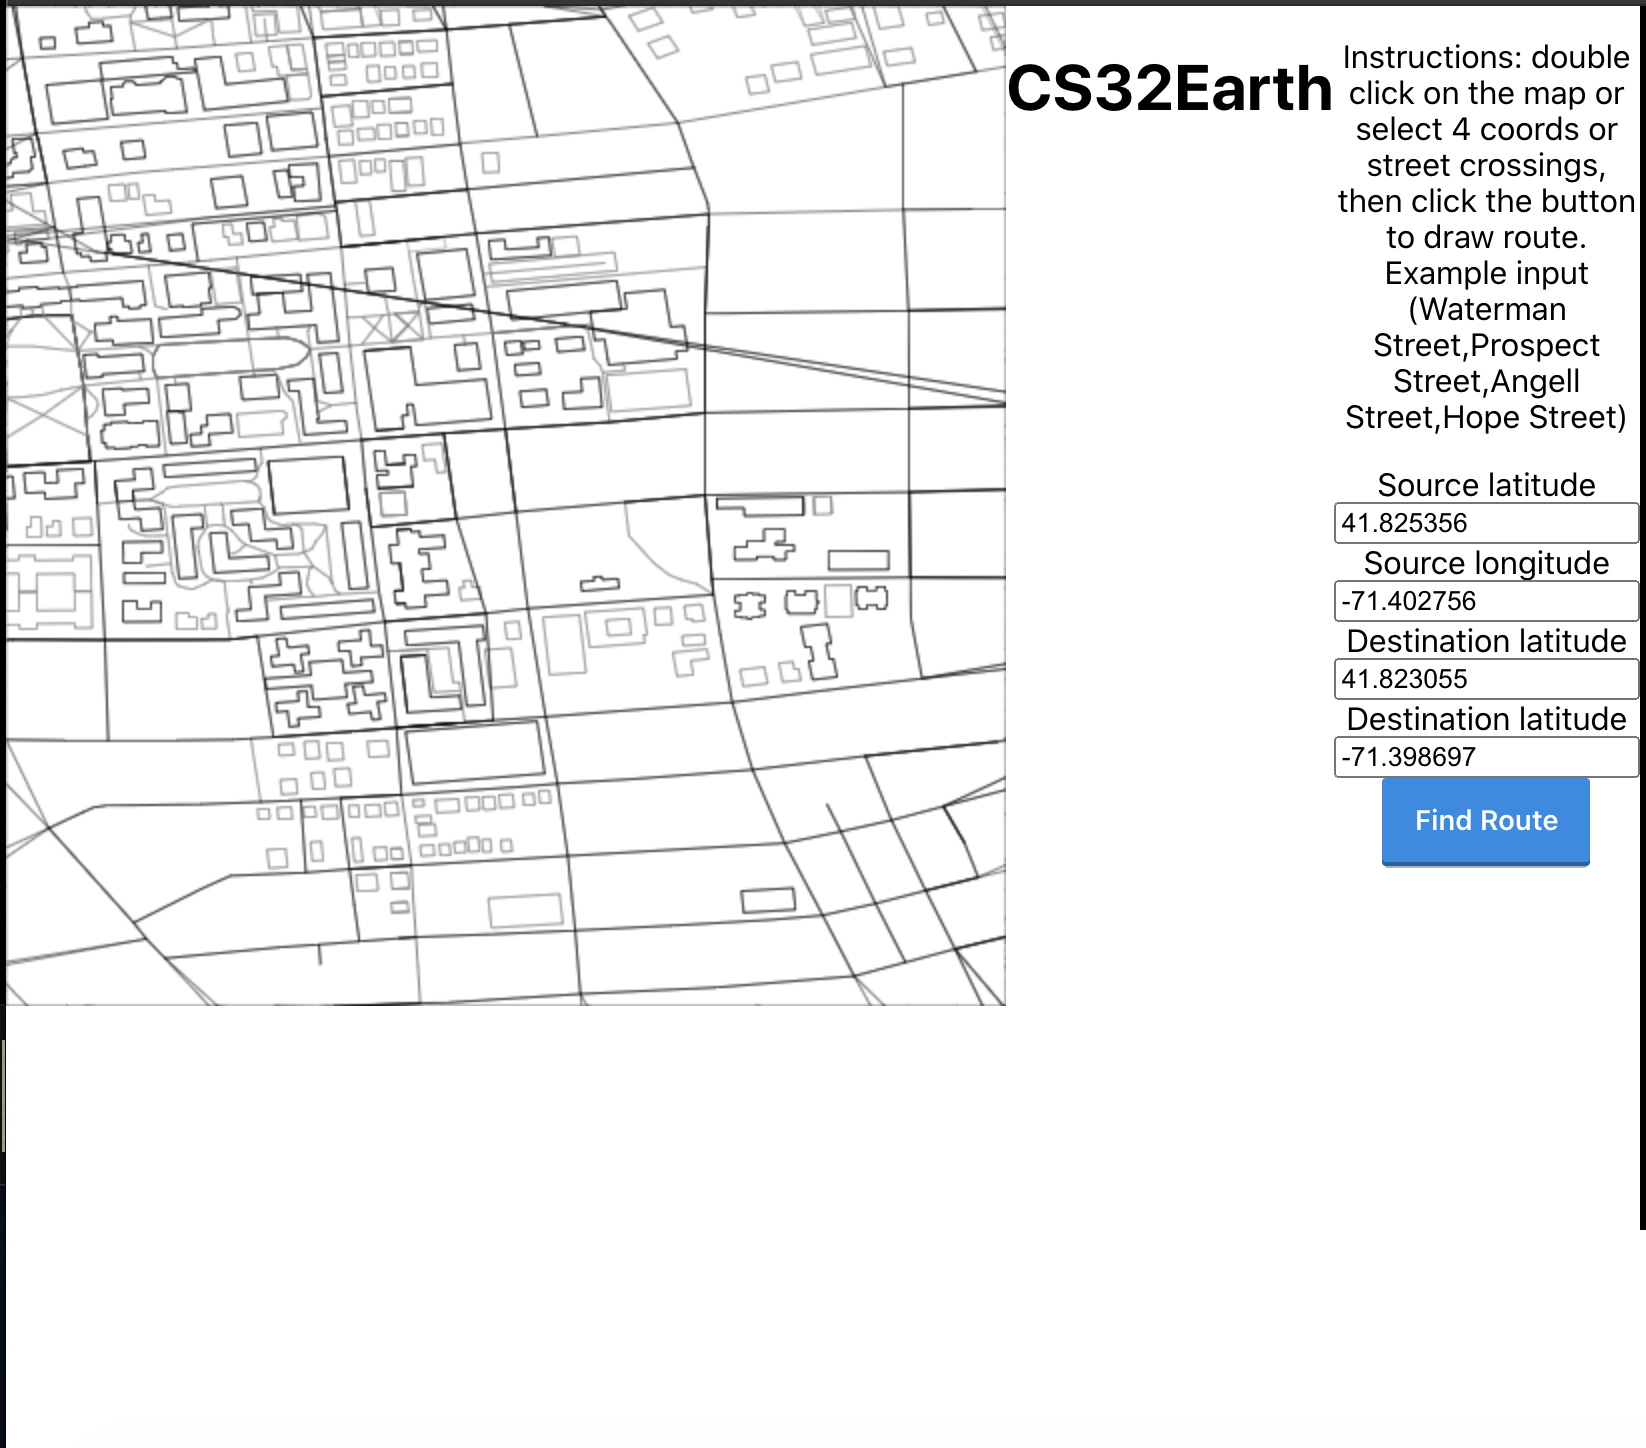 CS32Earth
Instructions: double
click on the map or
select 4 coords or
street crossings,
then click the button
to draw route.
Example input
(Waterman
Street,Prospect
Street,Angell
Street,Hope Street)
Source latitude
41.825356
Source longitude
-71.402756
Destination latitude
41.823055
Destination latitude
-71.398697
Find Route